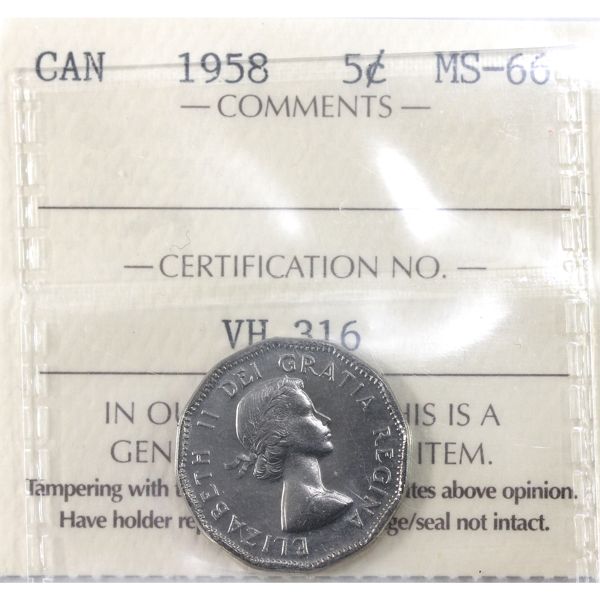 CAN 1958 5¢ MS-66
— COMMENTS —
— CERTIFICATION NO. —
VH 316
IN OU HIS IS A
GEN ITEM.
Tampering with t tes above opinion.
Have holder rep ge/seal not intact.
ELIZABETH II DEI GRATIA REGINA